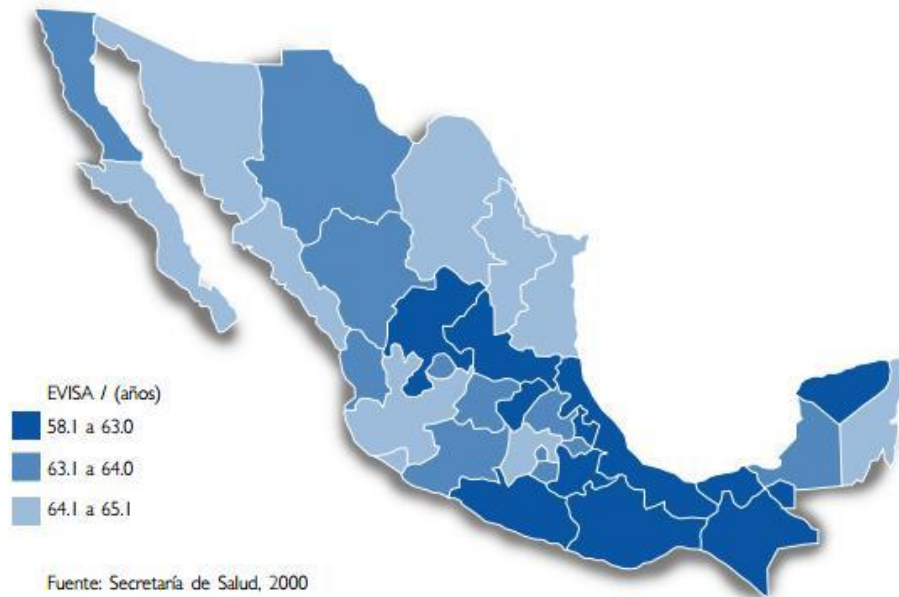 EVISA / (años)
58.1 a 63.0
63.1 a 64.0
64.1 a 65.1
Fuente: Secretaría de Salud, 2000